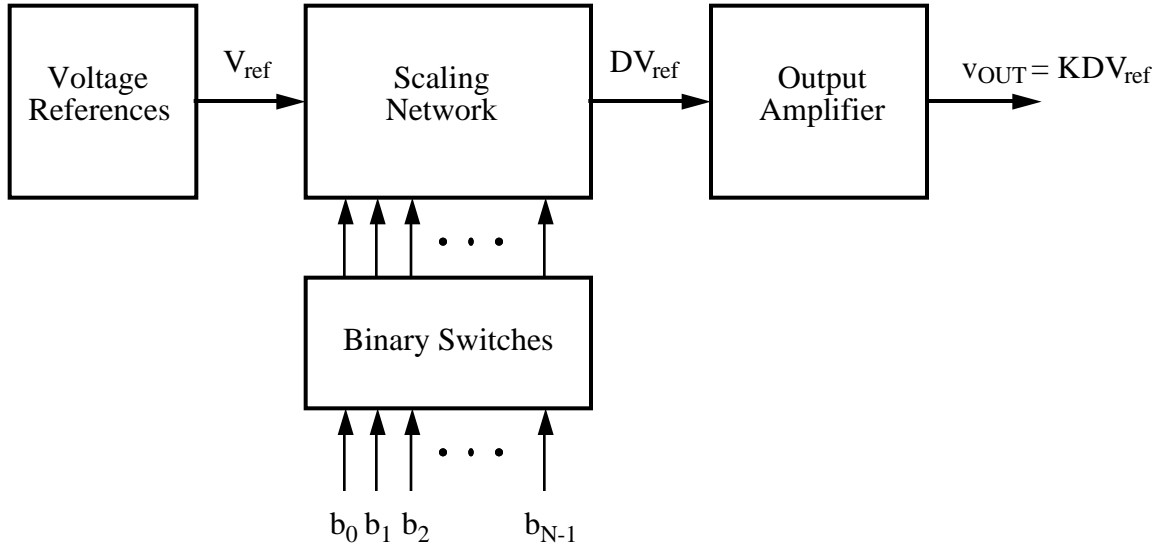 Voltage
References
V_ref
Scaling
Network
DV_ref
Output
Amplifier
v_OUT = KDV_ref
Binary Switches
b_0 b_1 b_2 b_N-1